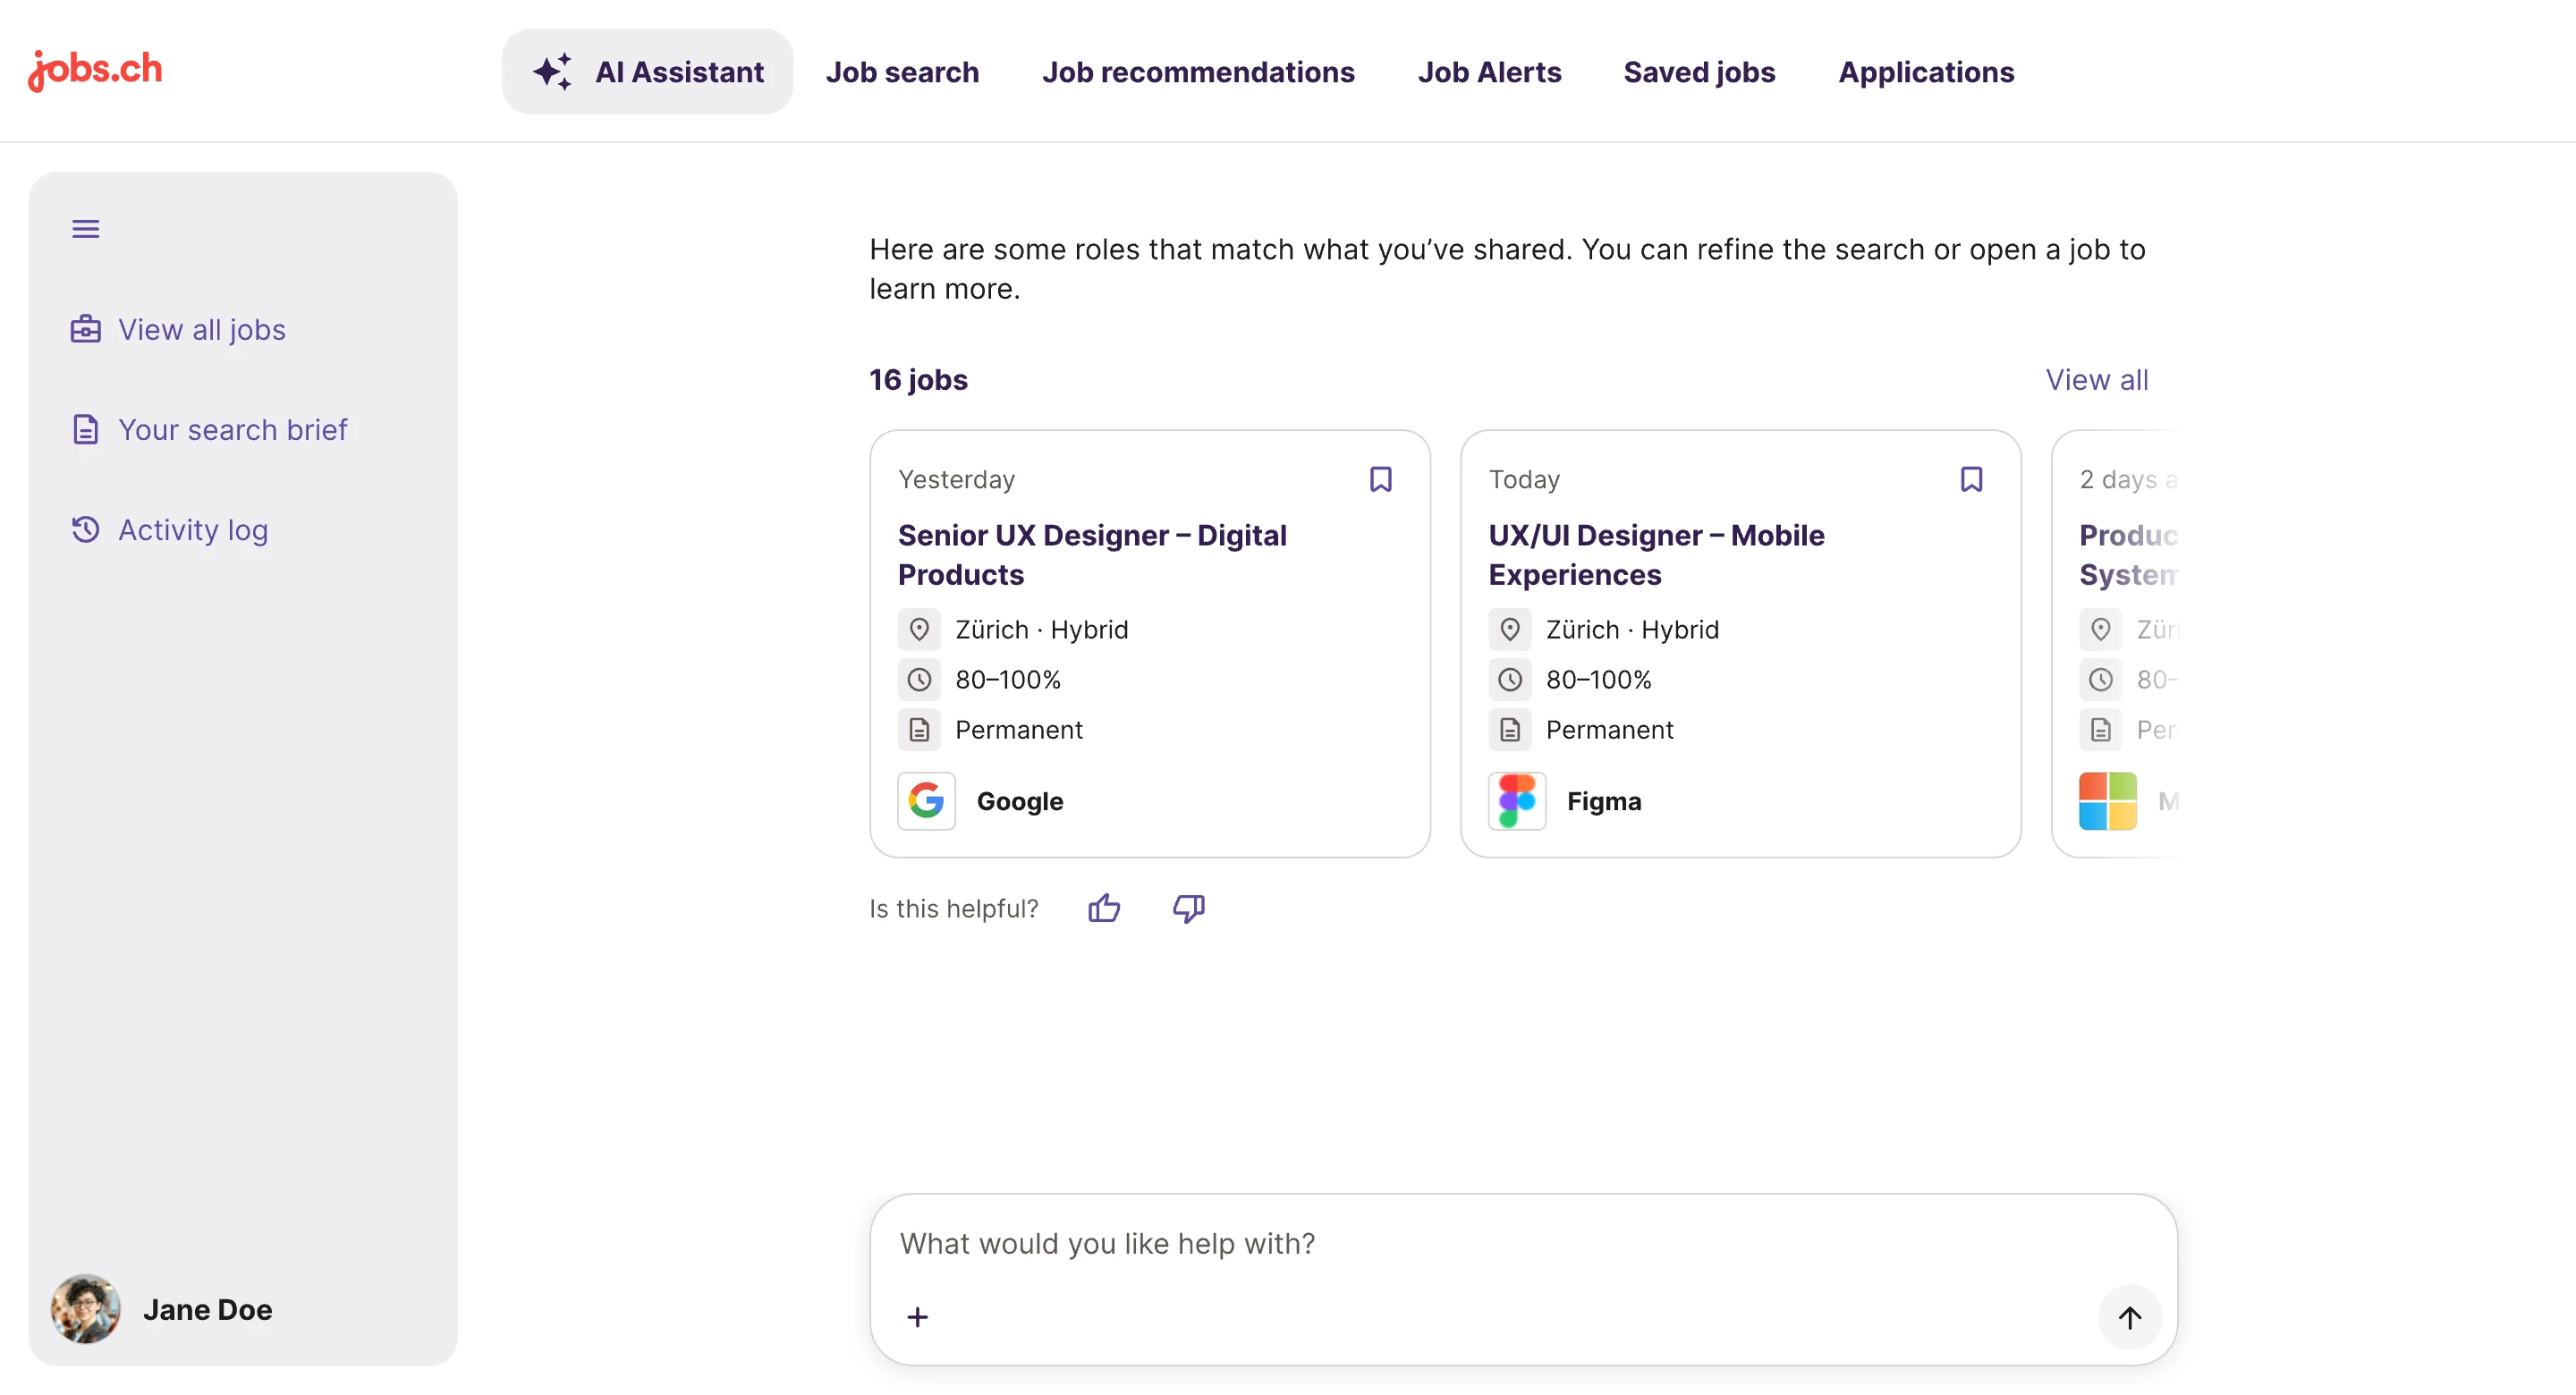 jobs.ch
AI Assistant
Job search
Job recommendations
Job Alerts
Saved jobs
Applications
View all jobs
Your search brief
Activity log
Jane Doe
Here are some roles that match what you’ve shared. You can refine the search or open a job to
learn more.
16 jobs
View all
Yesterday
Senior UX Designer – Digital
Products
Zürich · Hybrid
80–100%
Permanent
Google
Today
UX/UI Designer – Mobile
Experiences
Zürich · Hybrid
80–100%
Permanent
Figma
2 days
Is this helpful?
What would you like help with?